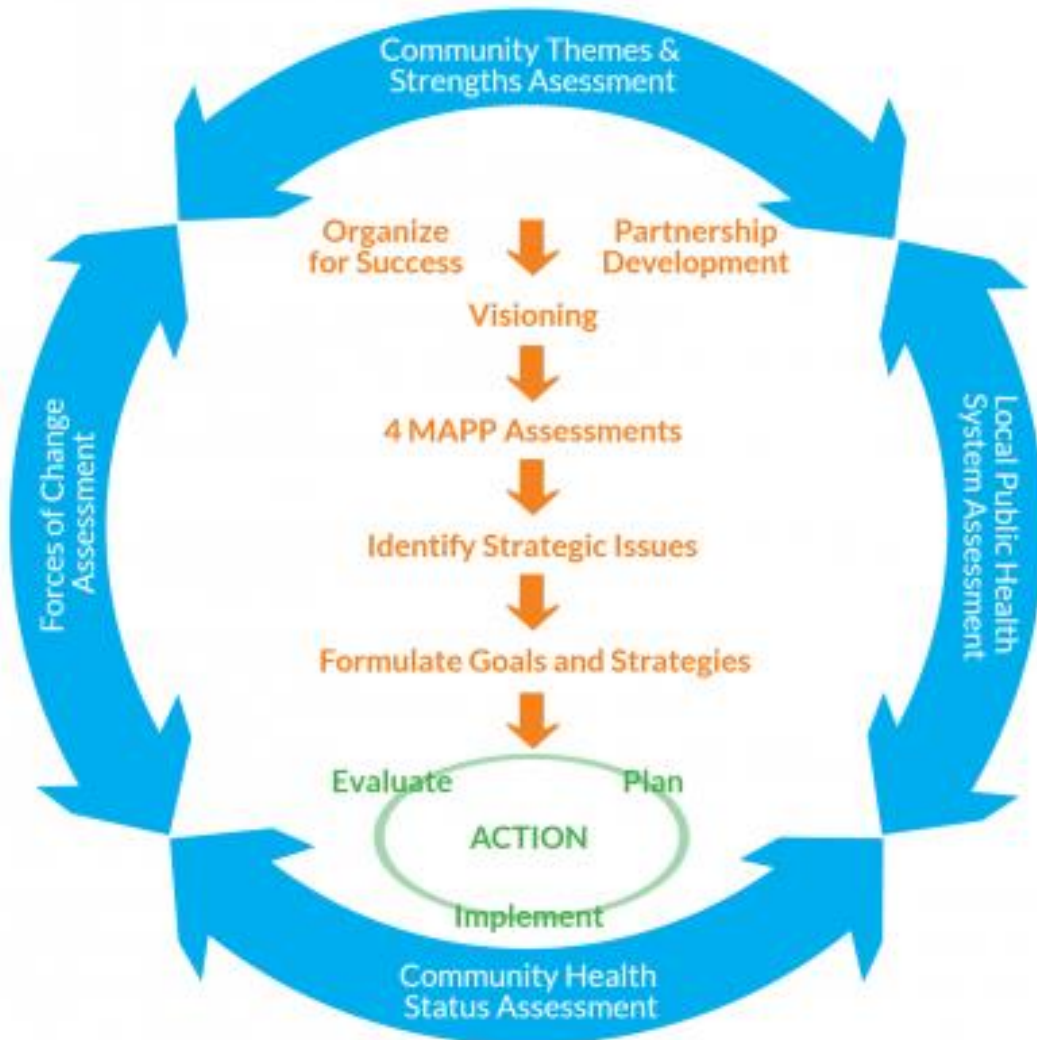 Community Themes &
Strengths Asessment
Organize
for Success
Partnership
Development
Visioning
4 MAPP Assessments
Identify Strategic Issues
Formulate Goals and Strategies
Evaluate
Plan
ACTION
Implement
Forces of Change
Assessment
Local Public Health
System Assessment
Community Health
Status Assessment